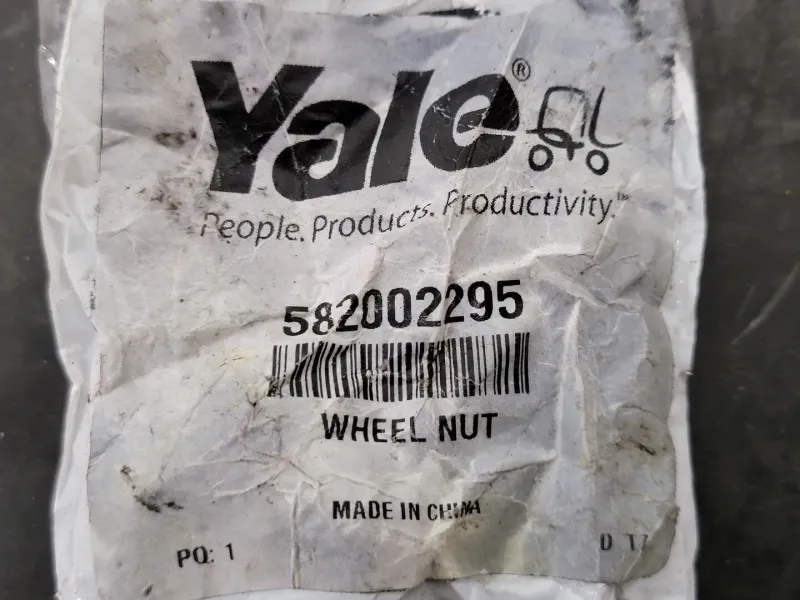 Yale®
People. Products. Productivity.™
582002295
WHEEL NUT
MADE IN CHINA
PQ: 1
D